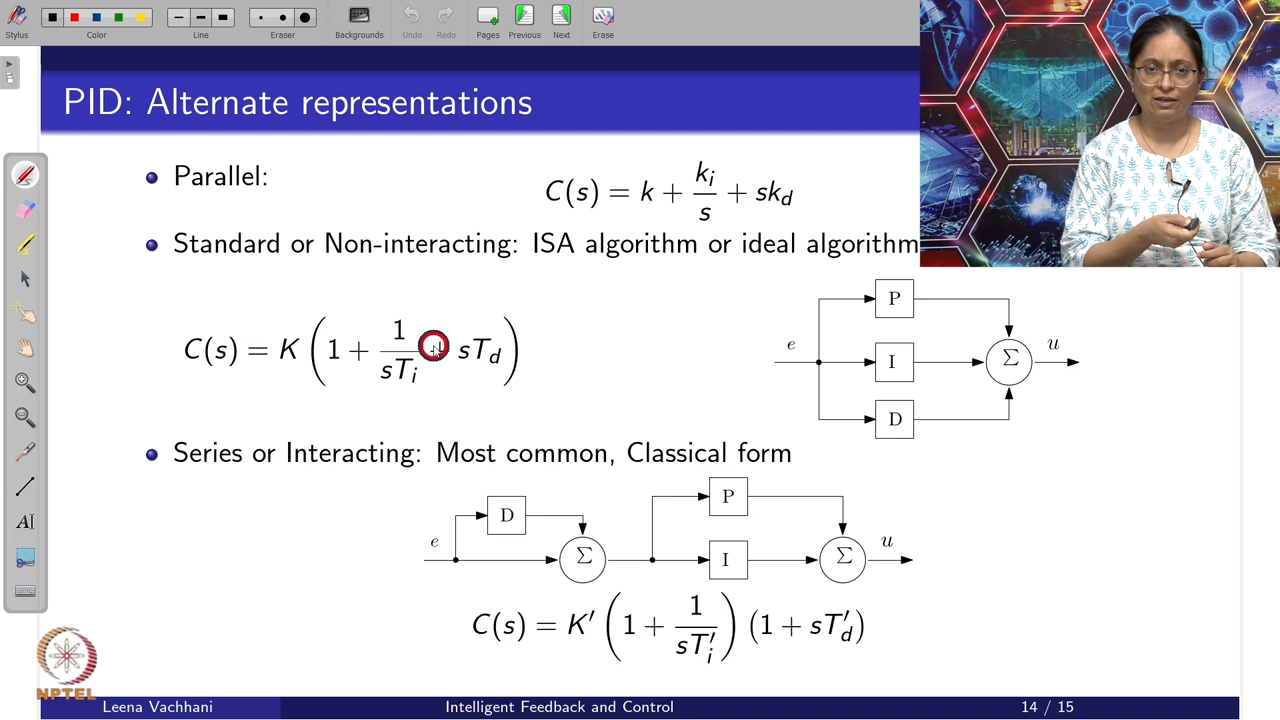 Stylus
Color
Line
Eraser
Backgrounds
Undo
Redo
Pages
Previous
Next
Erase
PID: Alternate representations
Parallel:
C(s) = k + k_i/s + sk_d
Standard or Non-interacting: ISA algorithm or ideal algorithm
C(s) = K (1 + 1/(sT_i) + sT_d)
e
P
I
D
Σ
u
Series or Interacting: Most common, Classical form
e
D
Σ
P
I
Σ
u
C(s) = K′ (1 + 1/(sT′_i)) (1 + sT′_d)
AI
NPTEL
Leena Vachhani
Intelligent Feedback and Control
14 / 15